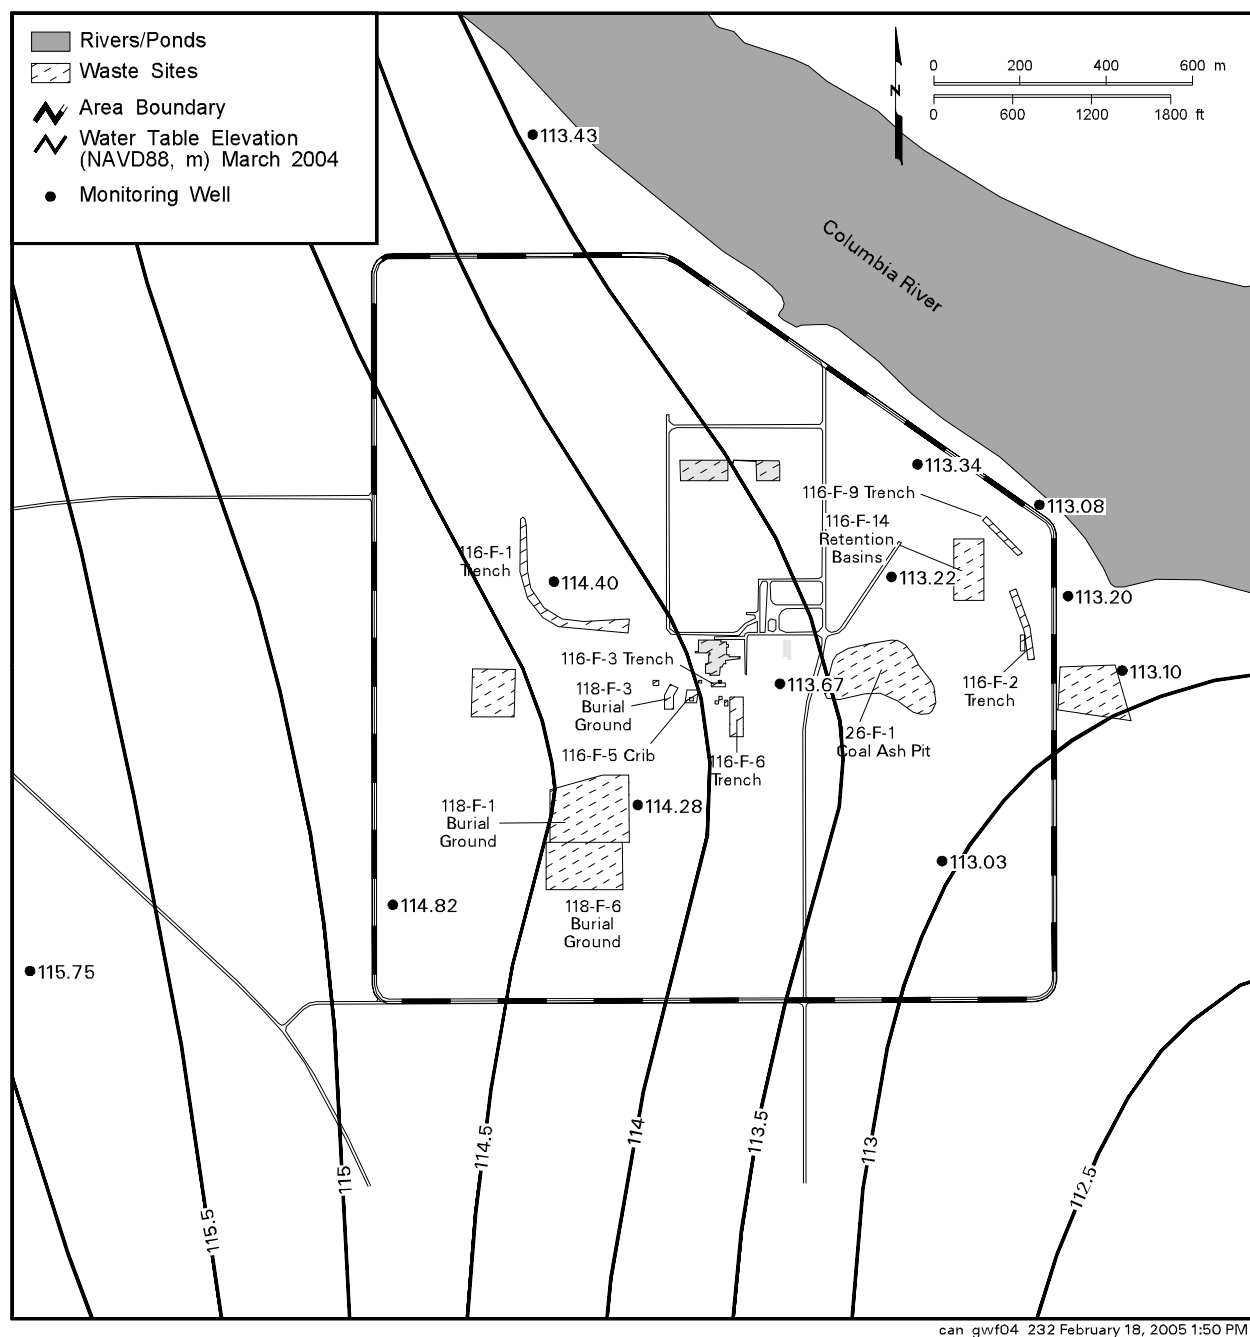 Rivers/Ponds
Waste Sites
Area Boundary
Water Table Elevation
(NAVD88, m) March 2004
Monitoring Well
N
0 200 400 600 m
0 600 1200 1800 ft
113.43
Columbia River
113.34
116-F-9 Trench
113.08
116-F-14
Retention
Basins
116-F-1
Trench
114.40
113.22
113.20
116-F-3 Trench
113.67
113.10
118-F-3
Burial
Ground
116-F-2
Trench
26-F-1
Coal Ash Pit
116-F-5 Crib
116-F-6
Trench
118-F-1
Burial
Ground
114.28
113.03
114.82
118-F-6
Burial
Ground
115.75
115.5
115
114.5
114
113.5
113
112.5
can_gwf04_232 February 18, 2005 1:50 PM